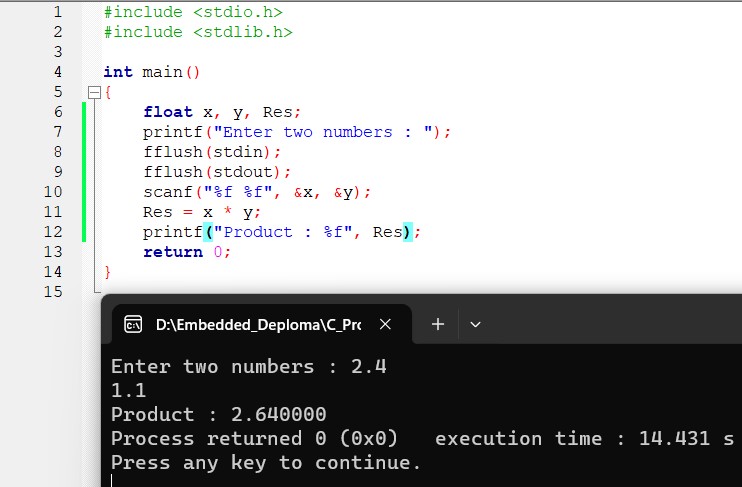 1 #include <stdio.h>
2 #include <stdlib.h>
3
4 int main()
5 {
6 float x, y, Res;
7 printf("Enter two numbers : ");
8 fflush(stdin);
9 fflush(stdout);
10 scanf("%f %f", &x, &y);
11 Res = x * y;
12 printf("Product : %f", Res);
13 return 0;
14 }
15
D:\Embedded_Deploma\C_Prc
Enter two numbers : 2.4
1.1
Product : 2.640000
Process returned 0 (0x0) execution time : 14.431 s
Press any key to continue.